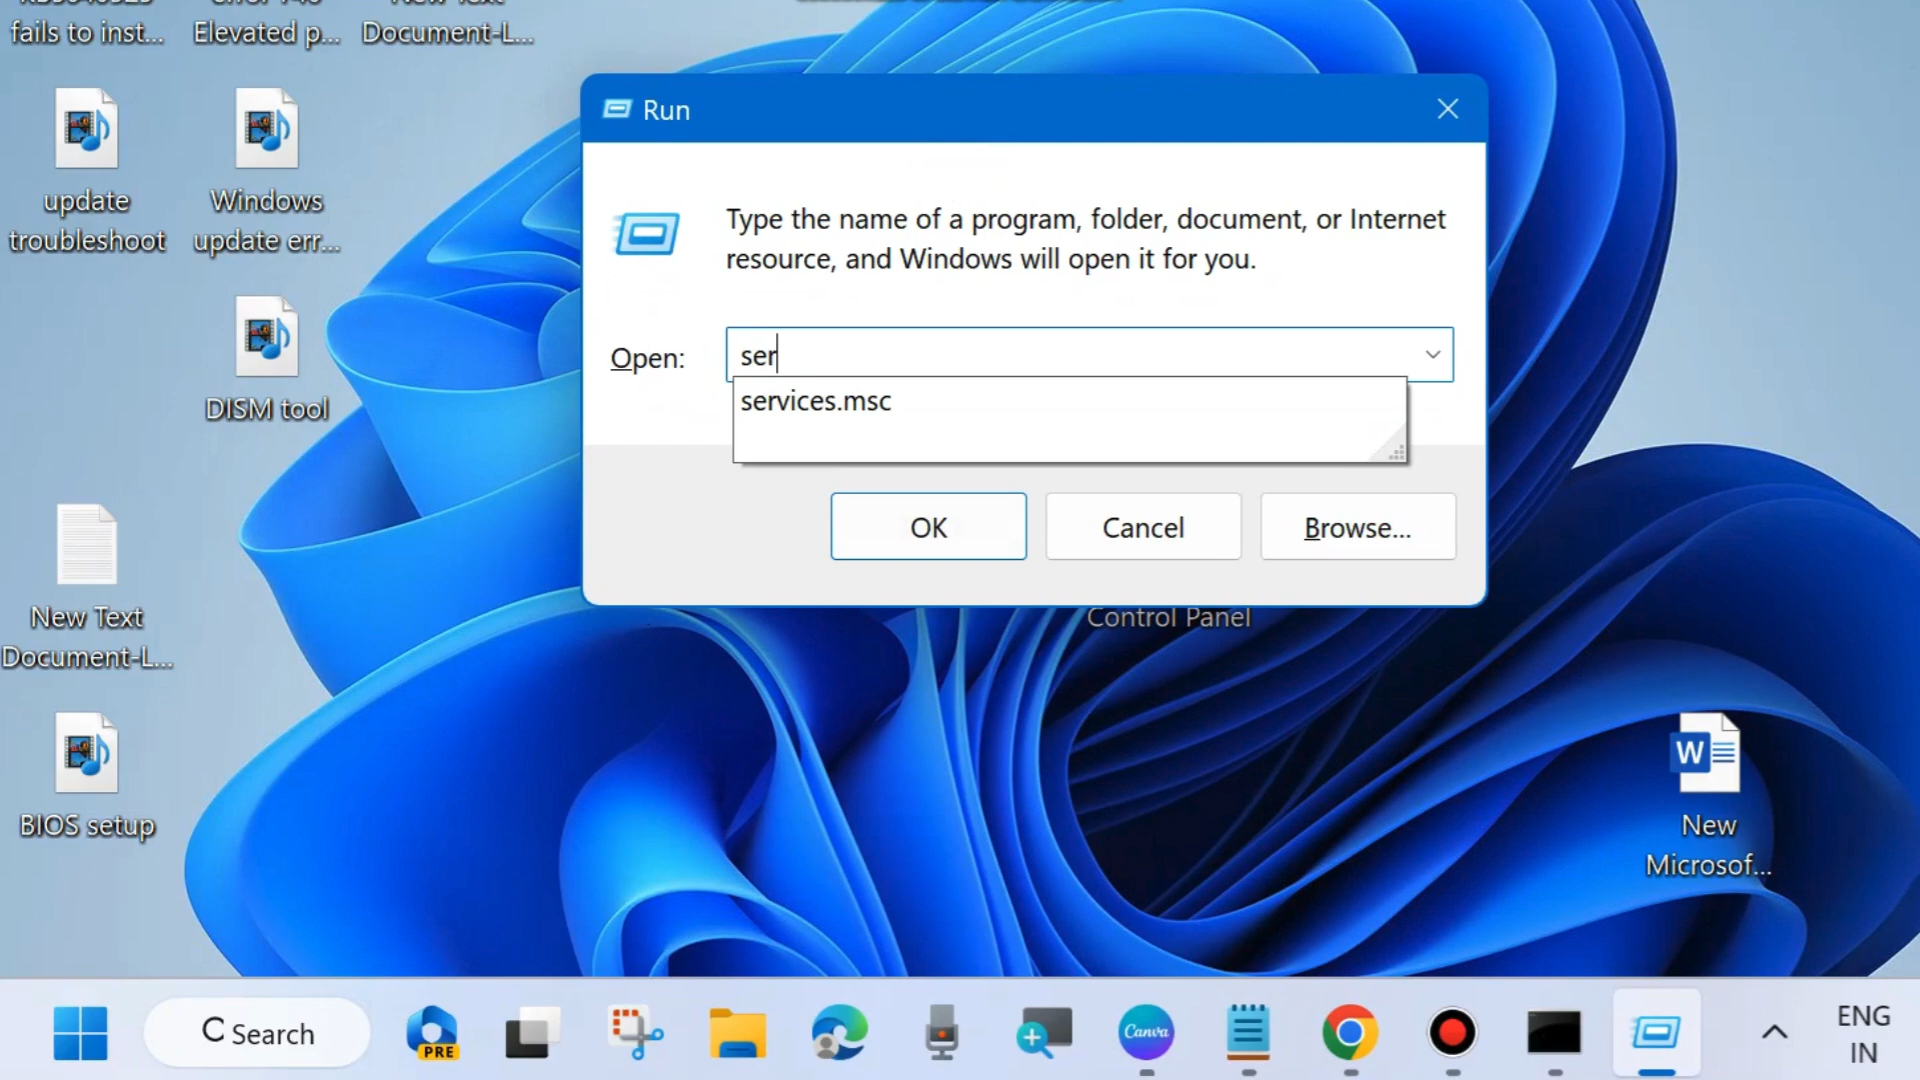 fails to inst...
Elevated p...
Document-L...
update
troubleshoot
Windows
update err...
DISM tool
New Text
Document-L...
BIOS setup
Run
Type the name of a program, folder, document, or Internet
resource, and Windows will open it for you.
Open:
ser
services.msc
OK
Cancel
Browse...
Control Panel
W
New
Microsof...
Search
PRE
Canva
ENG
IN